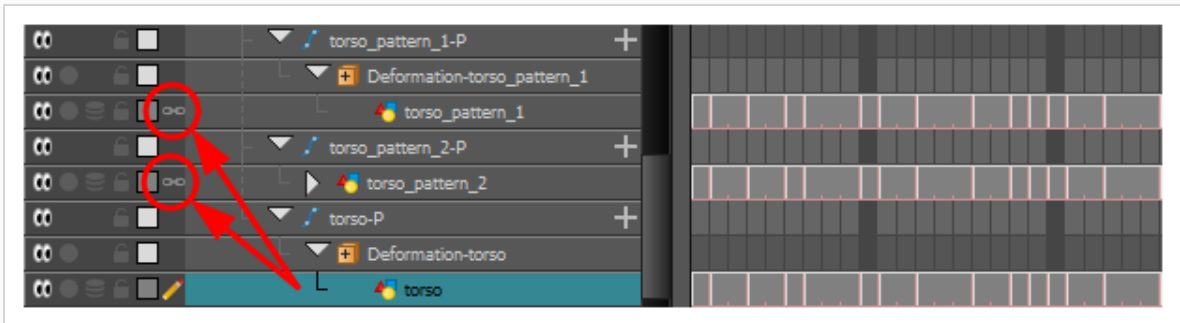 torso_pattern_1-P
Deformation-torso_pattern_1
torso_pattern_1
torso_pattern_2-P
torso_pattern_2
torso-P
Deformation-torso
torso